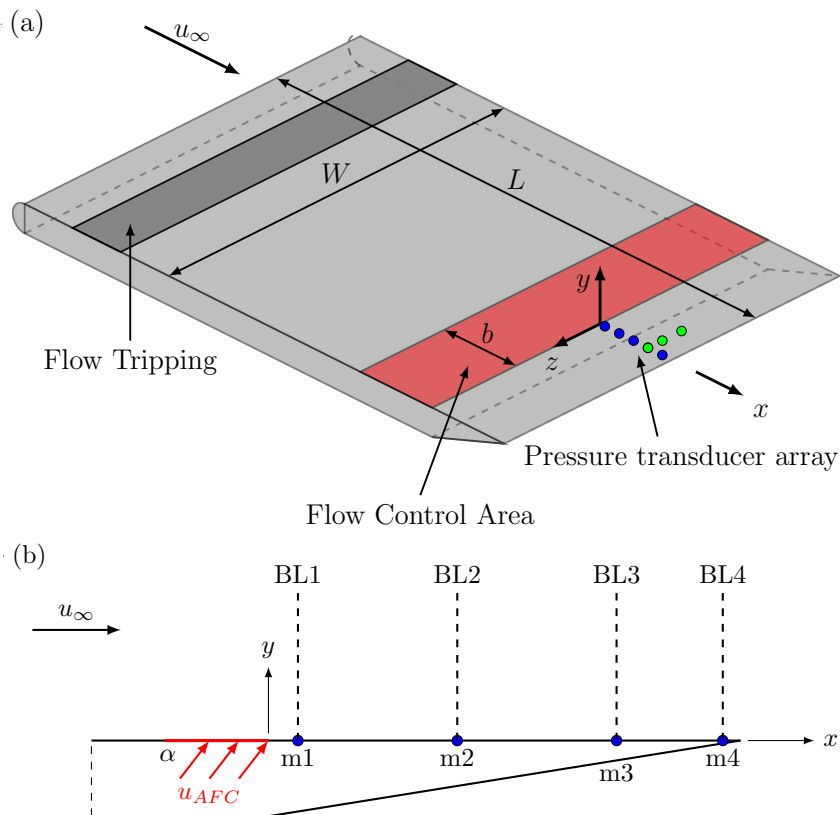 (a)
u∞
W
L
y
b
z
x
Flow Tripping
Pressure transducer array
Flow Control Area
(b)
BL1 BL2 BL3 BL4
u∞
y
x
α
m1 m2 m3 m4
uAFC